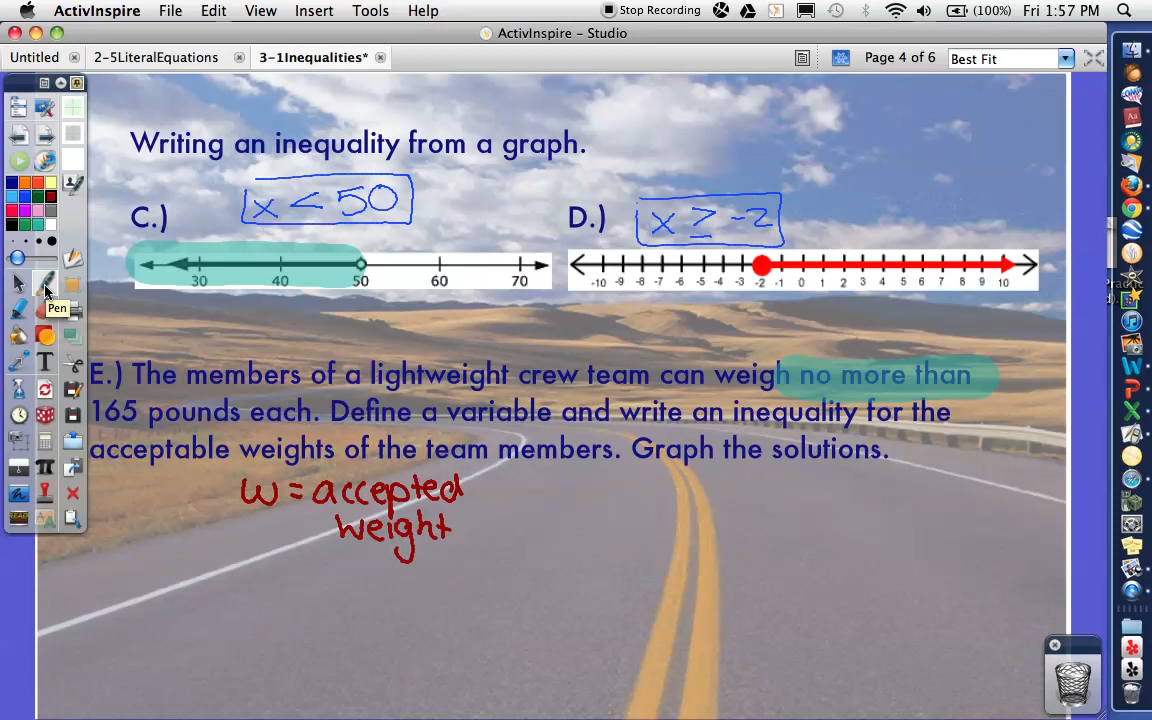 ActivInspire File Edit View Insert Tools Help Stop Recording (100%) Fri 1:57 PM
ActivInspire – Studio
Untitled 2-5LiteralEquations 3-1Inequalities* Page 4 of 6 Best Fit
Writing an inequality from a graph.
C.) x < 50 D.) x ≥ -2
30 40 50 60 70 -10 -9 -8 -7 -6 -5 -4 -3 -2 -1 0 1 2 3 4 5 6 7 8 9 10
Pen
E.) The members of a lightweight crew team can weigh no more than
165 pounds each. Define a variable and write an inequality for the
acceptable weights of the team members. Graph the solutions.
w = accepted
weight